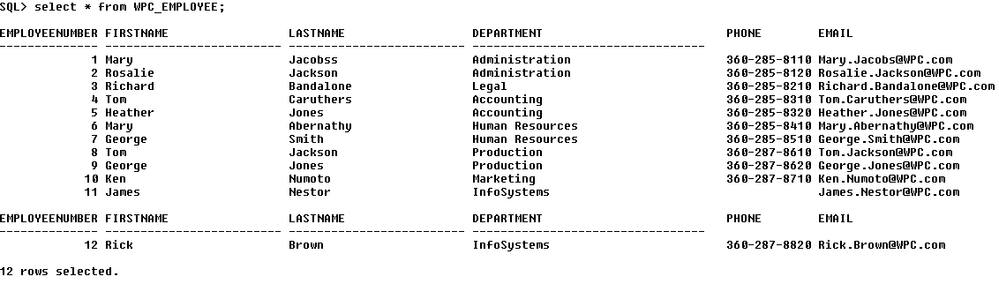 SQL> select * from WPC_EMPLOYEE;
EMPLOYEENUMBER FIRSTNAME                 LASTNAME                  DEPARTMENT                          PHONE        EMAIL
-------------- ------------------------- ------------------------- ---------------------------------
1 Mary                      Jacobss                   Administration                      360-285-8110 Mary.Jacobs@WPC.com
2 Rosalie                   Jackson                   Administration                      360-285-8120 Rosalie.Jackson@WPC.com
3 Richard                   Bandalone                 Legal                               360-285-8210 Richard.Bandalone@WPC.com
4 Tom                       Caruthers                 Accounting                          360-285-8310 Tom.Caruthers@WPC.com
5 Heather                   Jones                     Accounting                          360-285-8320 Heather.Jones@WPC.com
6 Mary                      Abernathy                 Human Resources                     360-285-8410 Mary.Abernathy@WPC.com
7 George                    Smith                     Human Resources                     360-285-8510 George.Smith@WPC.com
8 Tom                       Jackson                   Production                          360-287-8610 Tom.Jackson@WPC.com
9 George                    Jones                     Production                          360-287-8620 George.Jones@WPC.com
10 Ken                       Numoto                    Marketing                           360-287-8710 Ken.Numoto@WPC.com
11 James                     Nestor                    InfoSystems                                      James.Nestor@WPC.com
EMPLOYEENUMBER FIRSTNAME                 LASTNAME                  DEPARTMENT                          PHONE        EMAIL
-------------- ------------------------- ------------------------- ---------------------------------
12 Rick                      Brown                     InfoSystems                         360-287-8820 Rick.Brown@WPC.com
12 rows selected.